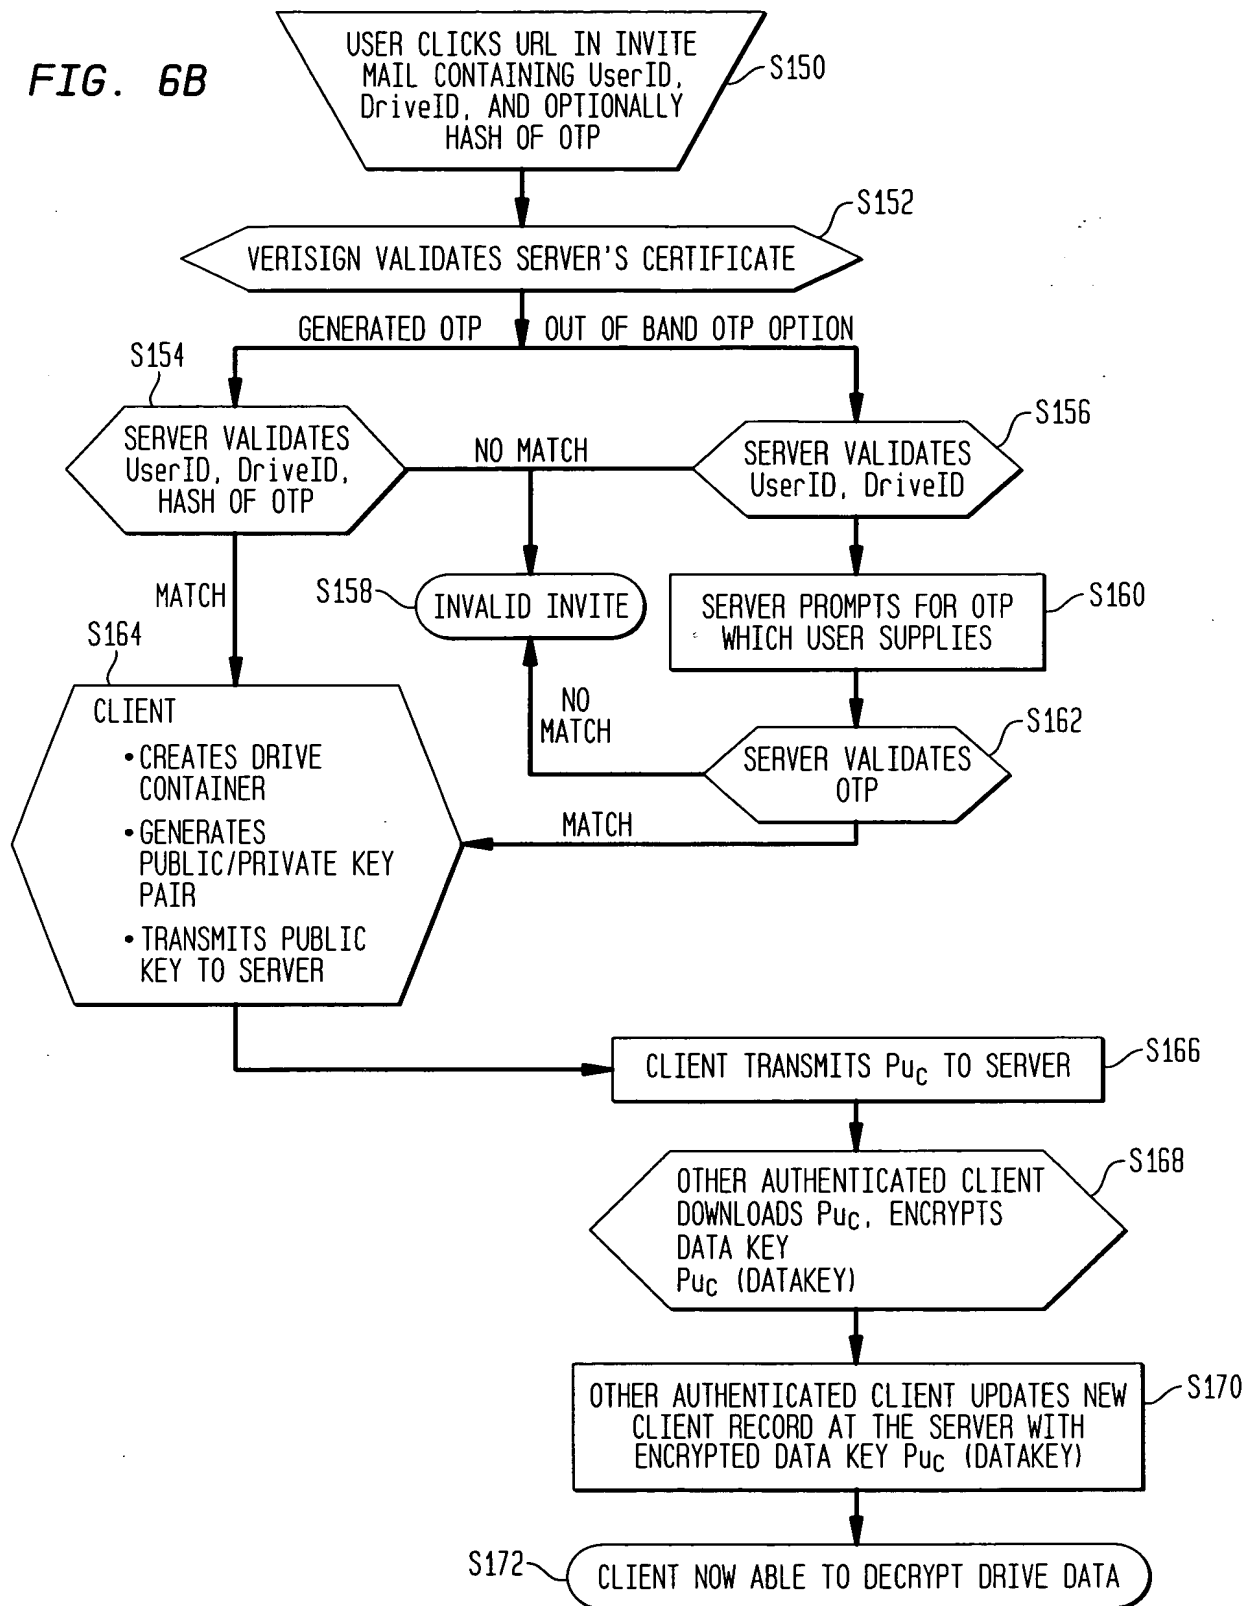 FIG. 6B
USER CLICKS URL IN INVITE
MAIL CONTAINING UserID,
DriveID, AND OPTIONALLY
HASH OF OTP
S150
S152
VERISIGN VALIDATES SERVER'S CERTIFICATE
GENERATED OTP
OUT OF BAND OTP OPTION
S154
SERVER VALIDATES
UserID, DriveID,
HASH OF OTP
NO MATCH
S156
SERVER VALIDATES
UserID, DriveID
MATCH
S158
INVALID INVITE
S160
SERVER PROMPTS FOR OTP
WHICH USER SUPPLIES
S164
CLIENT
• CREATES DRIVE
CONTAINER
• GENERATES
PUBLIC/PRIVATE KEY
PAIR
• TRANSMITS PUBLIC
KEY TO SERVER
NO
MATCH
S162
SERVER VALIDATES
OTP
MATCH
S166
CLIENT TRANSMITS PuC TO SERVER
S168
OTHER AUTHENTICATED CLIENT
DOWNLOADS PuC, ENCRYPTS
DATA KEY
PuC (DATAKEY)
S170
OTHER AUTHENTICATED CLIENT UPDATES NEW
CLIENT RECORD AT THE SERVER WITH
ENCRYPTED DATA KEY PuC (DATAKEY)
S172
CLIENT NOW ABLE TO DECRYPT DRIVE DATA